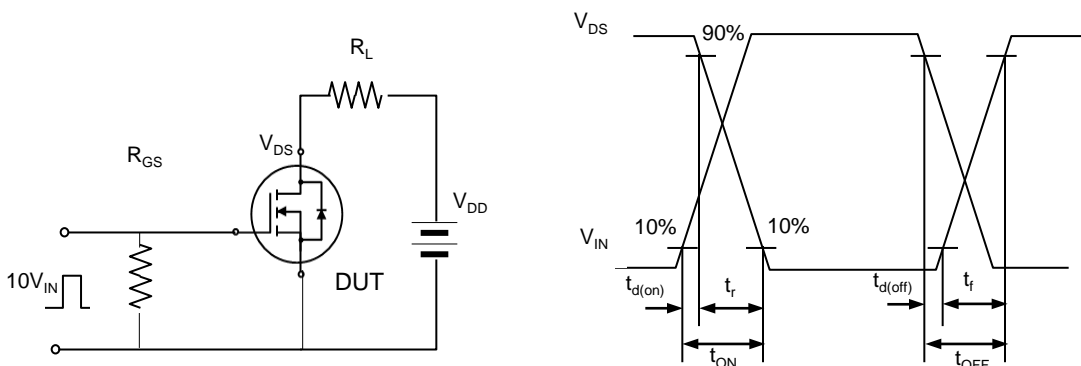 R_L
V_DS
R_GS
V_DD
10V_IN
DUT
V_DS
90%
V_IN
10%
10%
t_d(on)
t_r
t_ON
t_d(off)
t_f
t_OFF